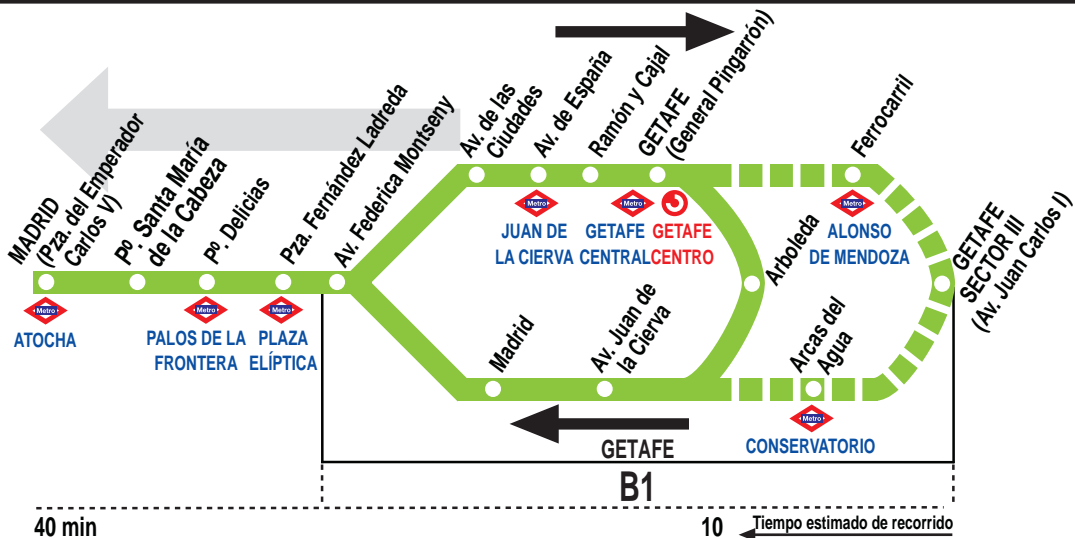 MADRID
(Pza. del Emperador
Carlos V)
Pº. Santa María
de la Cabeza
Pº. Delicias
Pza. Fernández Ladreda
Av. Federica Montseny
Av. de las
Ciudades
Av. de España
Ramón y Cajal
GETAFE
(General Pingarrón)
Ferrocarril
GETAFE
SECTOR III
(Av. Juan Carlos I)
Arboleda
Arcas del
Agua
Av. Juan de
la Cierva
Madrid
Metro
ATOCHA
Metro
PALOS DE LA
FRONTERA
Metro
PLAZA
ELÍPTICA
Metro
JUAN DE
LA CIERVA
Metro
GETAFE
CENTRAL
GETAFE
CENTRO
Metro
ALONSO
DE MENDOZA
Metro
CONSERVATORIO
GETAFE
B1
40 min
10
Tiempo estimado de recorrido